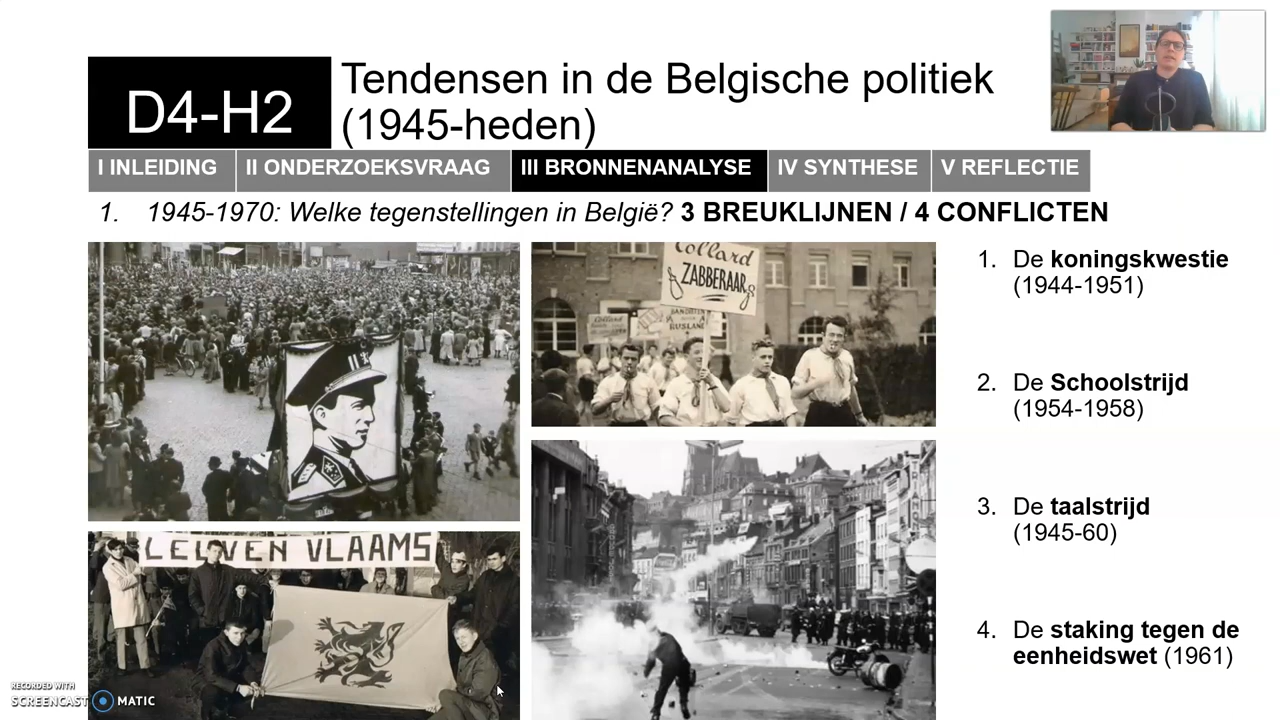 D4-H2
Tendensen in de Belgische politiek
(1945-heden)
I INLEIDING
II ONDERZOEKSVRAAG
III BRONNENANALYSE
IV SYNTHESE
V REFLECTIE
1. 1945-1970: Welke tegenstellingen in België? 3 BREUKLIJNEN / 4 CONFLICTEN
Collard
ZABBERAAR
BANDIETEN
RUSLAND
Collard
LEUVEN VLAAMS
1. De koningskwestie
(1944-1951)
2. De Schoolstrijd
(1954-1958)
3. De taalstrijd
(1945-60)
4. De staking tegen de
eenheidswet (1961)
RECORDED WITH
SCREENCAST
MATIC